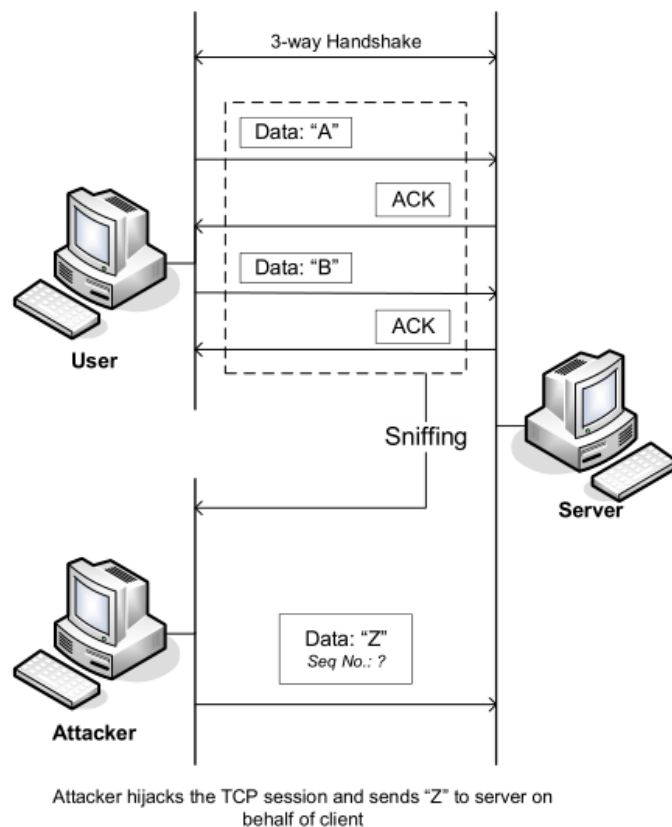 3-way Handshake
Data: “A”
ACK
Data: “B”
ACK
User
Sniffing
Server
Data: “Z”
Seq No.: ?
Attacker
Attacker hijacks the TCP session and sends “Z” to server on
behalf of client